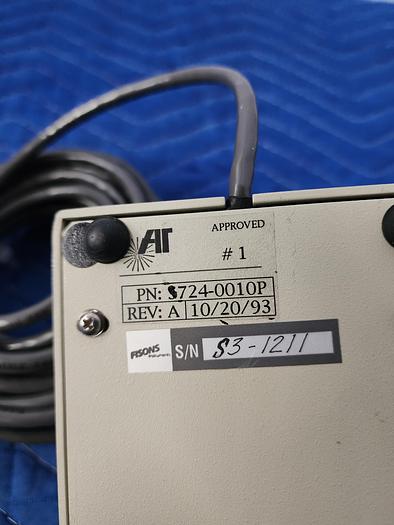 AT
APPROVED
# 1
PN: S724-0010P
REV: A 10/20/93
FISONS
Instruments
S/N S3-1211